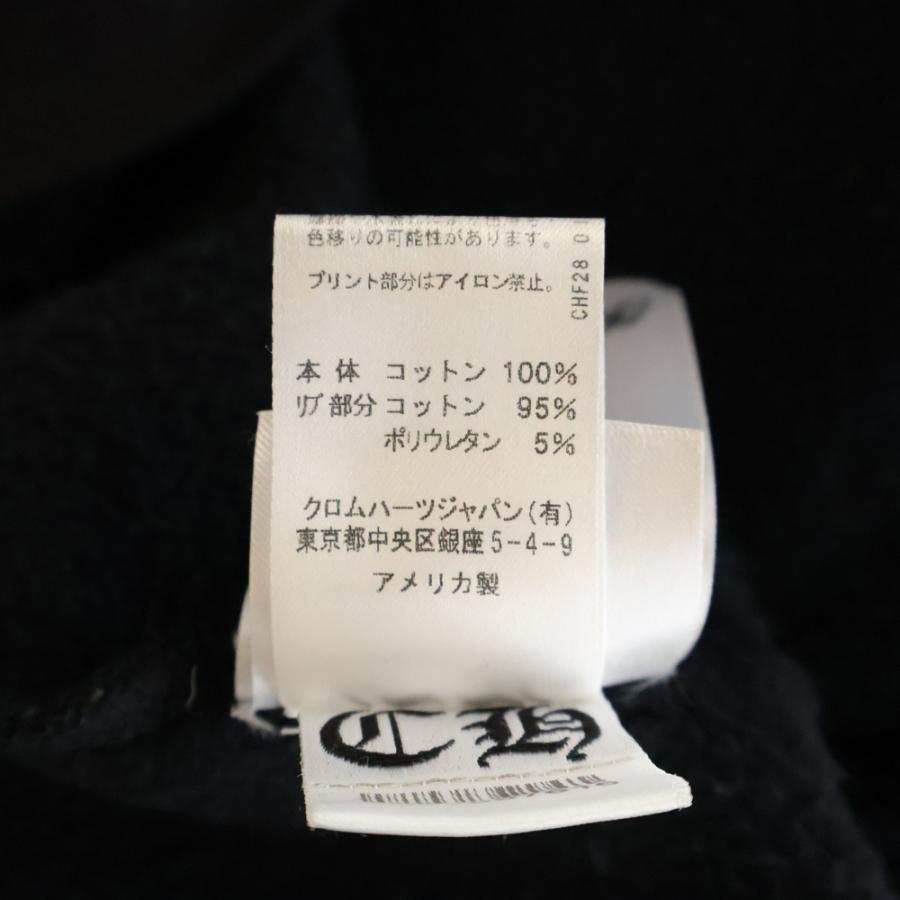 色移りの可能性があります。
プリント部分はアイロン禁止。
CHF28 0
本体 コットン 100%
リブ部分 コットン 95%
ポリウレタン 5%
クロムハーツジャパン(有)
東京都中央区銀座5-4-9
アメリカ製